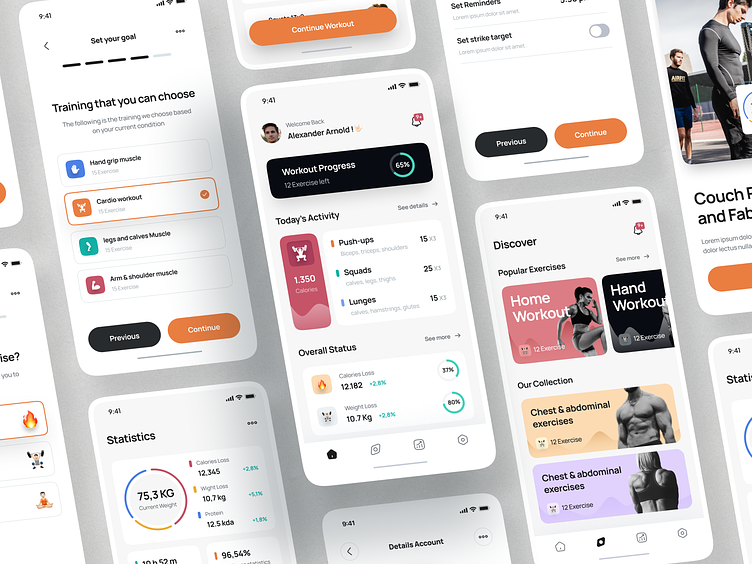 9:41
Set your goal
Training that you can choose
The following is the training we choose based
on your current condition
Hand grip muscle
15 Exercise
Cardio workout
15 Exercise
legs and calves Muscle
15 Exercise
Arm & shoulder muscle
15 Exercise
Previous
Continue
Continue Workout
9:41
Welcome Back
Alexander Arnold !
9+
Workout Progress
12 Exercise left
65%
Today's Activity
See details
1.350
Calories
Push-ups
Biceps, triceps, shoulders
15 X3
Squads
calves, legs, thighs
25 X3
Lunges
calves, hamstrings, glutes
15 X3
Overall Status
See more
Calories Loss
12.182 +2,8%
37%
Weight Loss
10.7 Kg +2,8%
80%
Set Reminders
Lorem ipsum dolor sit amet.
Set strike target
Lorem ipsum dolor sit amet.
Previous
Continue
9:41
Discover
9+
Popular Exercises
See more
Home
Workout
12 Exercise
Hand
Workout
12 Exercise
Our Collection
Chest & abdominal
exercises
12 Exercise
Chest & abdominal
exercises
12 Exercise
AIRFIT
Couch
and Fab
Lorem ipsum dolor
dolor lectus
9:41
Statistics
75,3 KG
Current Weight
Calories Loss
12,345
+2,8%
Wight Loss
10,7 kg
+5,1%
Protein
12.5 kda
+1,8%
10 h 52 m
96,54%
statistics
9:41
Details Account
9:41
Statis
ise?
you to